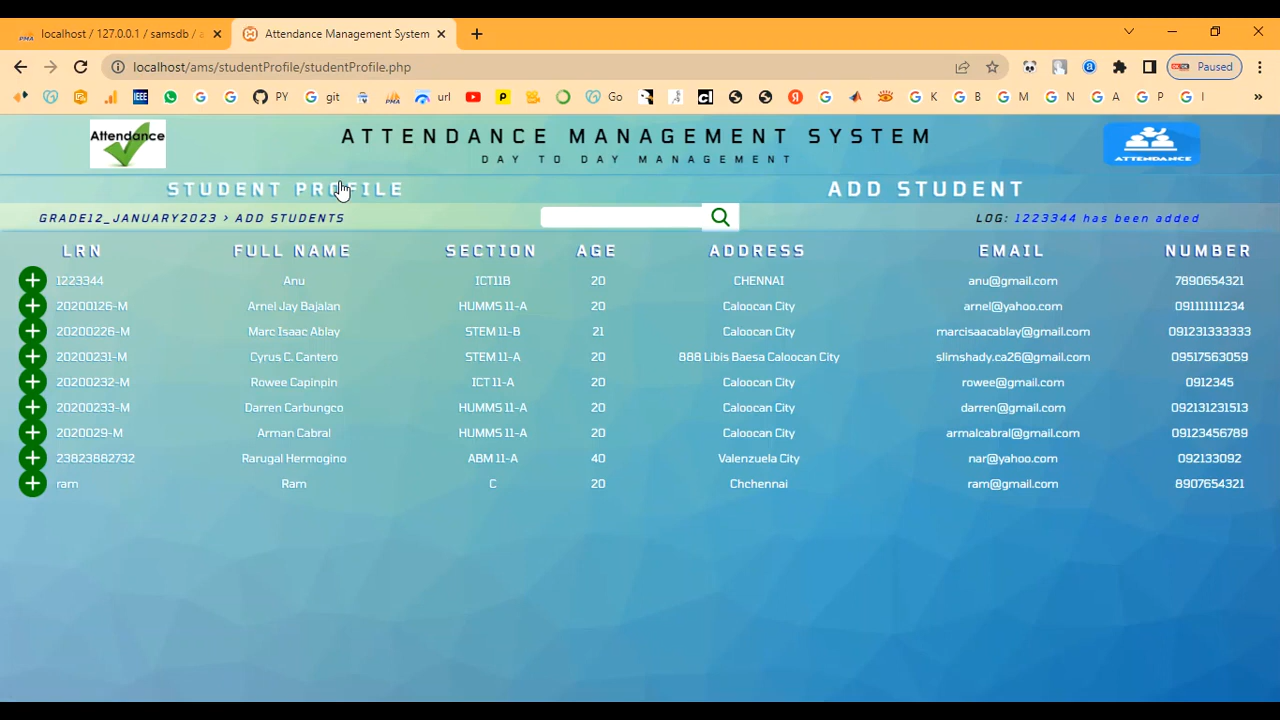 localhost / 127.0.0.1 / samsdb / a
Attendance Management System
localhost/ams/studentProfile/studentProfile.php
Paused
IEEE PY git url Go K B M N A P I
Attendance
ATTENDANCE MANAGEMENT SYSTEM
DAY TO DAY MANAGEMENT
ATTENDANCE
STUDENT PROFILE ADD STUDENT
GRADE12_JANUARY2023 > ADD STUDENTS LOG: 1223344 has been added
LRN FULL NAME SECTION AGE ADDRESS EMAIL NUMBER
1223344 Anu ICT11B 20 CHENNAI anu@gmail.com 7890654321
20200126-M Arnel Jay Bajalan HUMMS 11-A 20 Caloocan City arnel@yahoo.com 091111111234
20200226-M Marc Isaac Ablay STEM 11-B 21 Caloocan City marcisaacablay@gmail.com 091231333333
20200231-M Cyrus C. Cantero STEM 11-A 20 888 Libis Baesa Caloocan City slimshady.ca26@gmail.com 09517563059
20200232-M Rowee Capinpin ICT 11-A 20 Caloocan City rowee@gmail.com 0912345
20200233-M Darren Carbungco HUMMS 11-A 20 Caloocan City darren@gmail.com 092131231513
2020029-M Arman Cabral HUMMS 11-A 20 Caloocan City armalcabral@gmail.com 09123456789
23823882732 Rarugal Hermogino ABM 11-A 40 Valenzuela City nar@yahoo.com 092133092
ram Ram C 20 Chchennai ram@gmail.com 8907654321